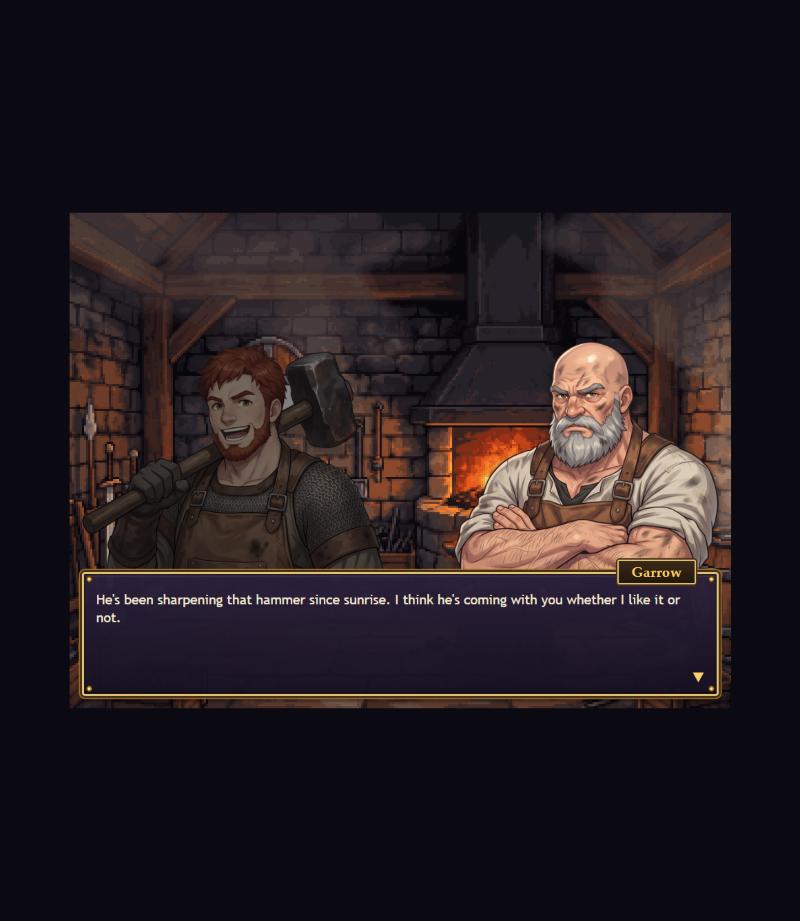 Garrow
He's been sharpening that hammer since sunrise. I think he's coming with you whether I like it or
not.